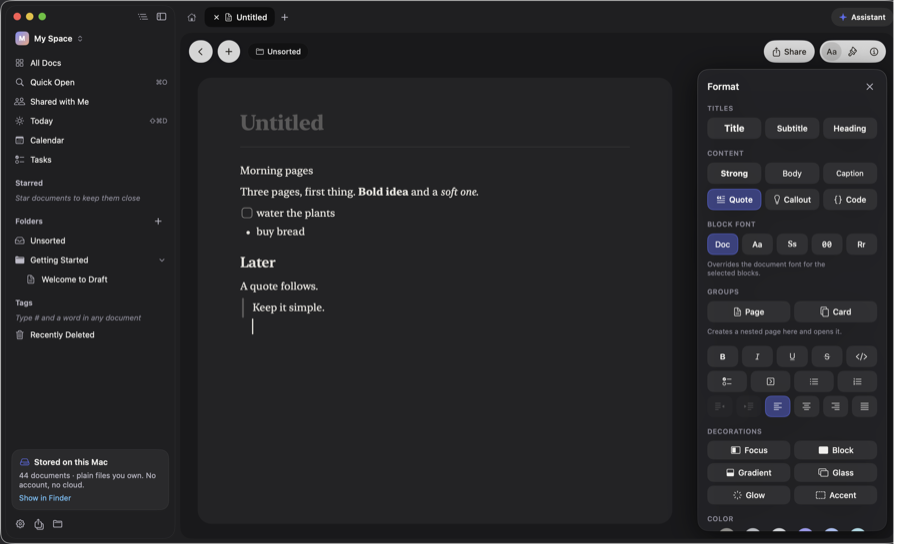 Untitled
Assistant
M My Space
All Docs
Quick Open ⌘O
Shared with Me
Today ⇧⌘D
Calendar
Tasks
Starred
Star documents to keep them close
Folders
Unsorted
Getting Started
Welcome to Draft
Tags
Type # and a word in any document
Recently Deleted
Stored on this Mac
44 documents · plain files you own. No
account, no cloud.
Show in Finder
Unsorted
Share
Aa
Untitled
Morning pages
Three pages, first thing. Bold idea and a soft one.
water the plants
• buy bread
Later
A quote follows.
Keep it simple.
Format
TITLES
Title Subtitle Heading
CONTENT
Strong Body Caption
Quote Callout {} Code
BLOCK FONT
Doc Aa Ss 00 Rr
Overrides the document font for the
selected blocks.
GROUPS
Page Card
Creates a nested page here and opens it.
B I U S </>
DECORATIONS
Focus Block
Gradient Glass
Glow Accent
COLOR